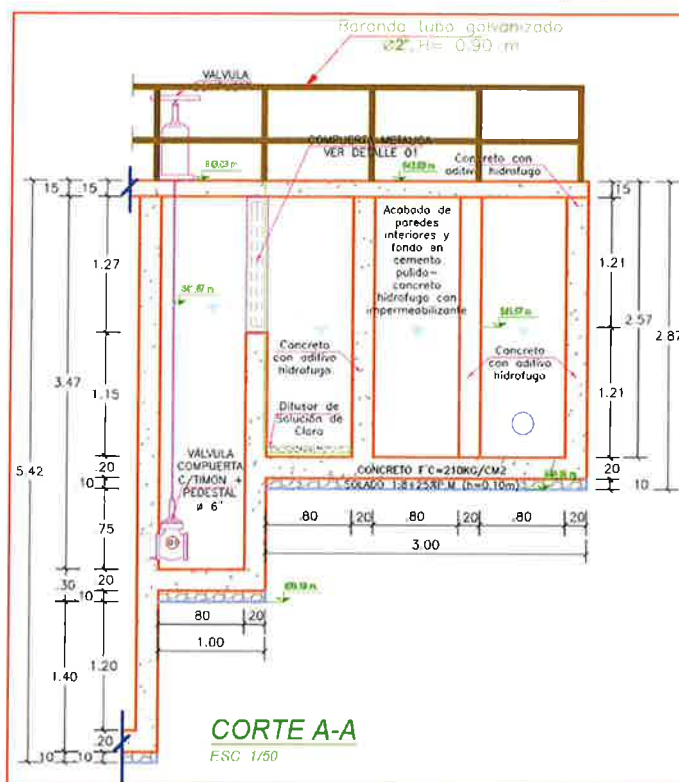 Baranda tubo galvanizado
ø2", H= 0.90 cm
VALVULA
COMPUERTA METALICA
VER DETALLE 01
Concreto con
aditivo hidrofugo
15
15
15
Acabado de
paredes
interiores y
fondo en
cemento
pulido-
concreto
hidrofugo con
impermeabilizante
1.27
1.21
2.57
2.87
3.47
Concreto
con aditivo
hidrofugo
Concreto
con aditivo
hidrofugo
1.15
1.21
Difusor de
Solución de
Cloro
5.42
VÁLVULA
COMPUERTA
C/TIMON +
PEDESTAL
ø 6"
.20
10
CONCRETO F'C=210KG/CM2
SOLADO 1:8+25%P.M. (h=0.10m)
20
10
75
.80
.20
.80
.20
.80
.20
3.00
.30
20
10
80
.20
1.00
1.40
1.20
.20
10
10
CORTE A-A
ESC 1/50